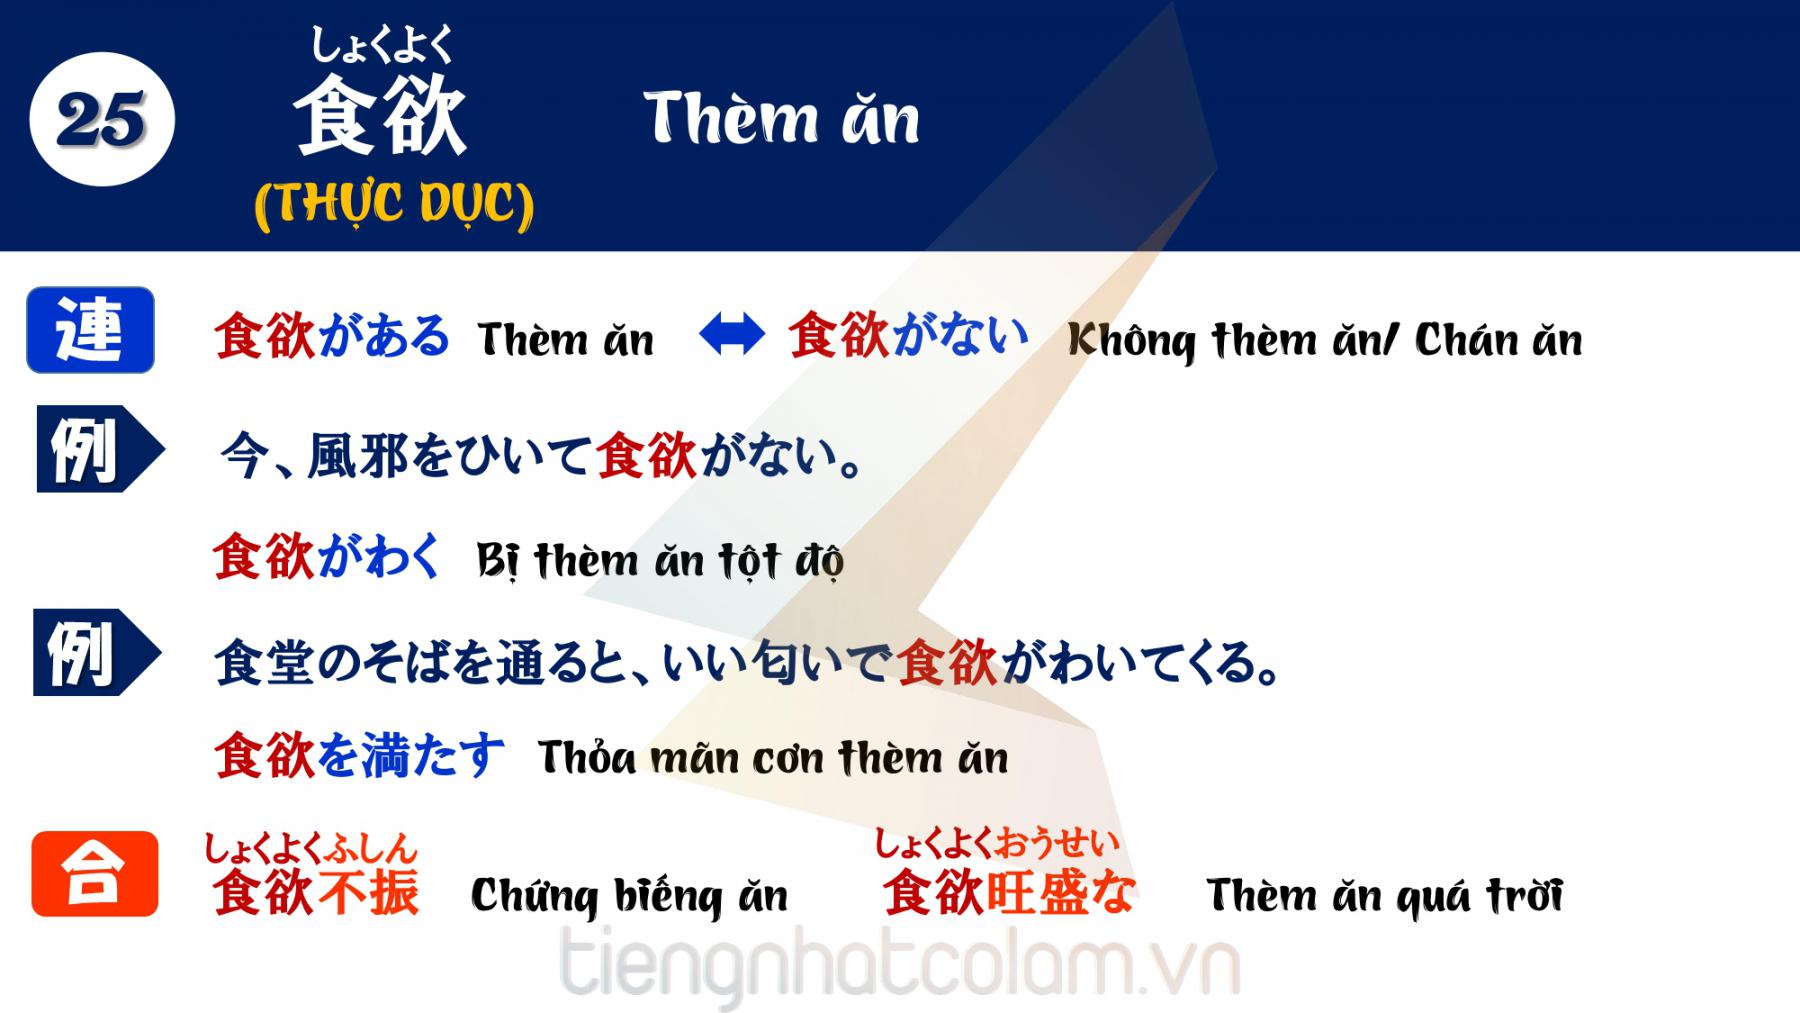 25
しょくよく
食欲
Thèm ăn
(THỰC DỤC)
連
食欲がある Thèm ăn 食欲がない Không thèm ăn/ Chán ăn
例
今、風邪をひいて食欲がない。
食欲がわく Bị thèm ăn tột độ
例
食堂のそばを通ると、いい匂いで食欲がわいてくる。
食欲を満たす Thỏa mãn cơn thèm ăn
合
しょくよくふしん
食欲不振 Chứng biếng ăn
しょくよくおうせい
食欲旺盛な Thèm ăn quá trời
tiengnhatcolam.vn